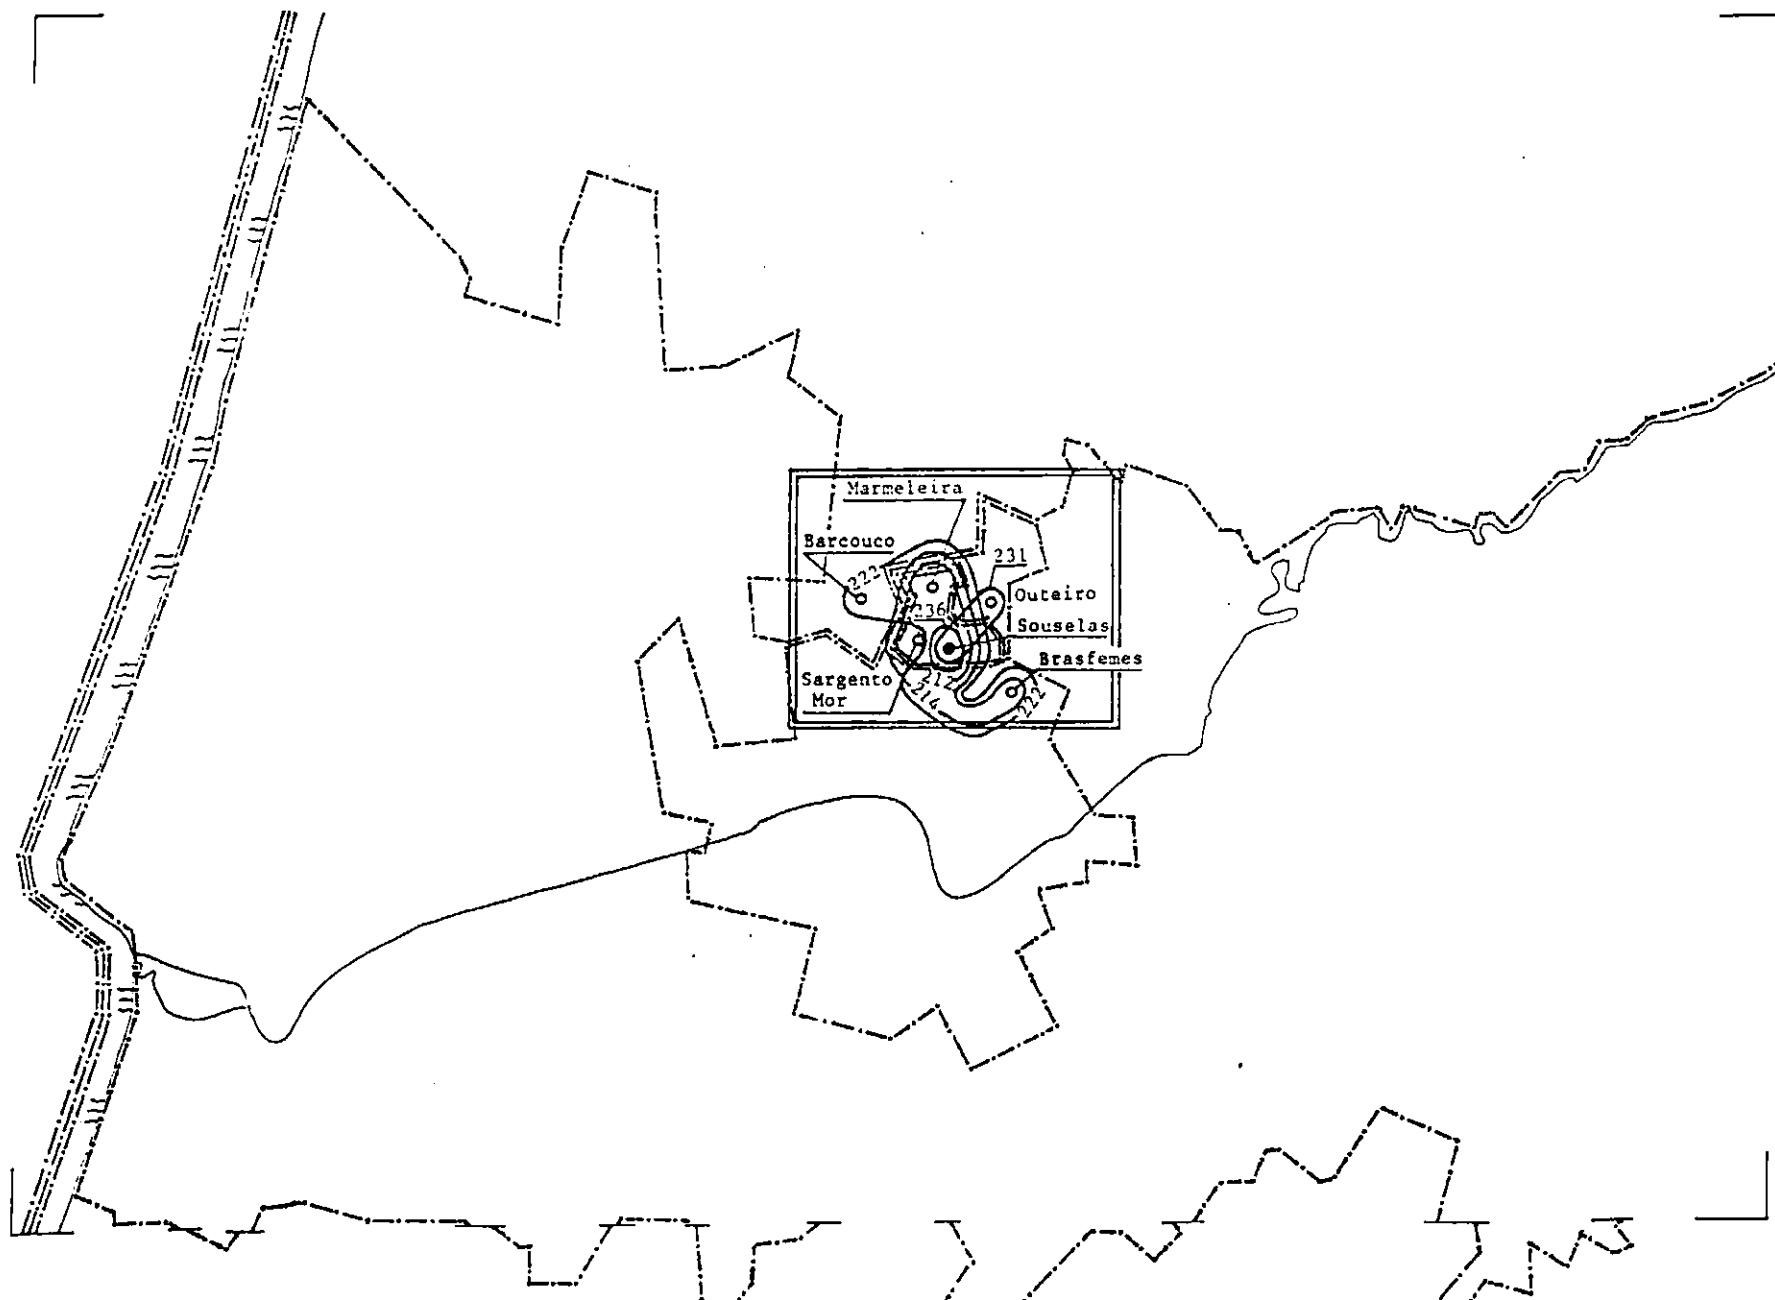 Marmeleira
Barcouco
231
222
Outeiro
236
Souselas
Brasfemes
Sargento
Mor
212
214
222